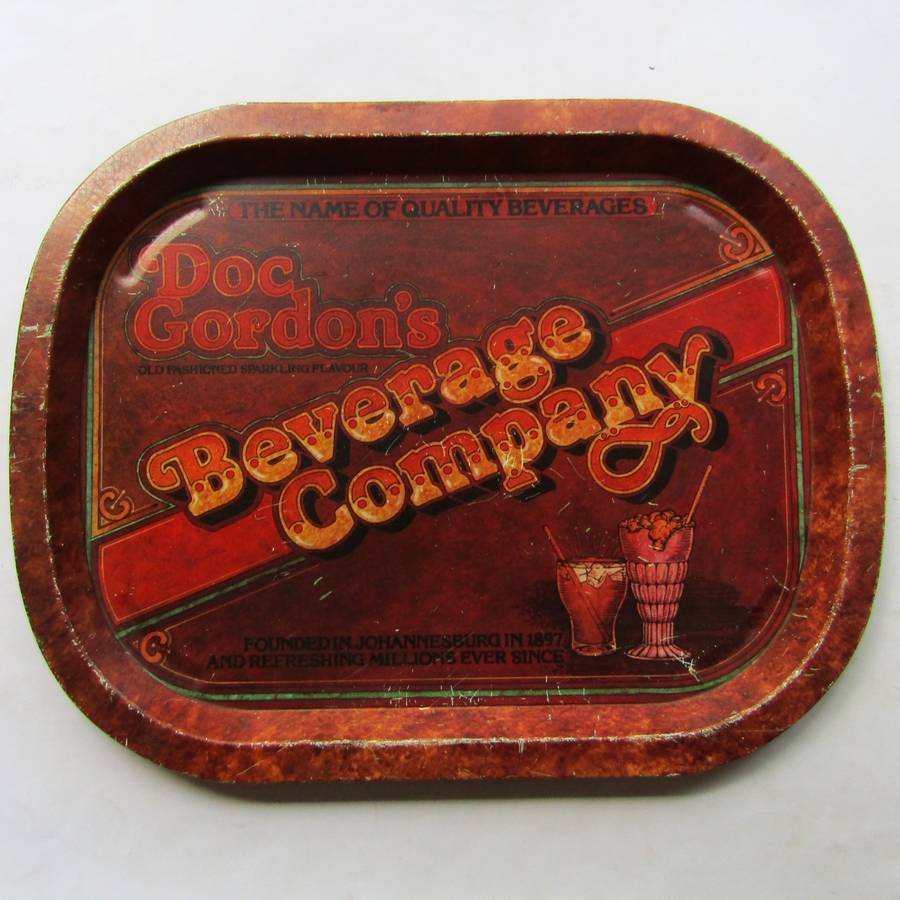 THE NAME OF QUALITY BEVERAGES
Doc
Gordon's
OLD FASHIONED SPARKLING FLAVOUR
Beverage
Company
FOUNDED IN JOHANNESBURG IN 1897
AND REFRESHING MILLIONS EVER SINCE